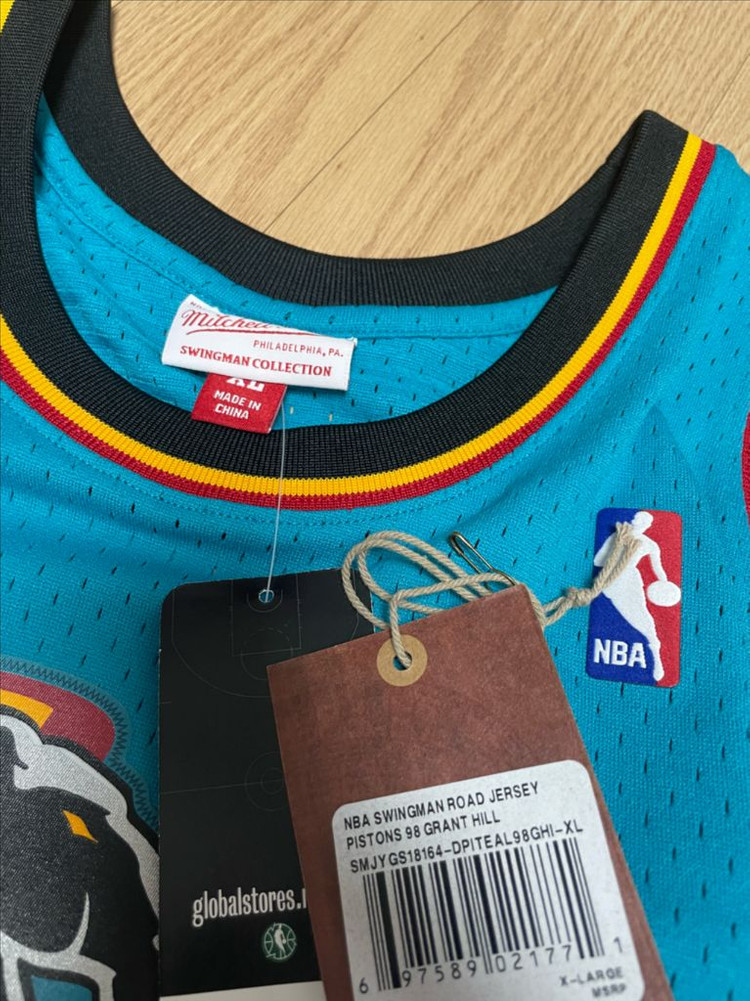 PHILADELPHIA, PA.
SWINGMAN COLLECTION
XL
MADE IN
CHINA
NBA
NBA SWINGMAN ROAD JERSEY
PISTONS 98 GRANT HILL
SMJYGS18164-DPITEAL98GHI-XL
globalstores.
6 97589 02177 1
X-LARGE
MSRP